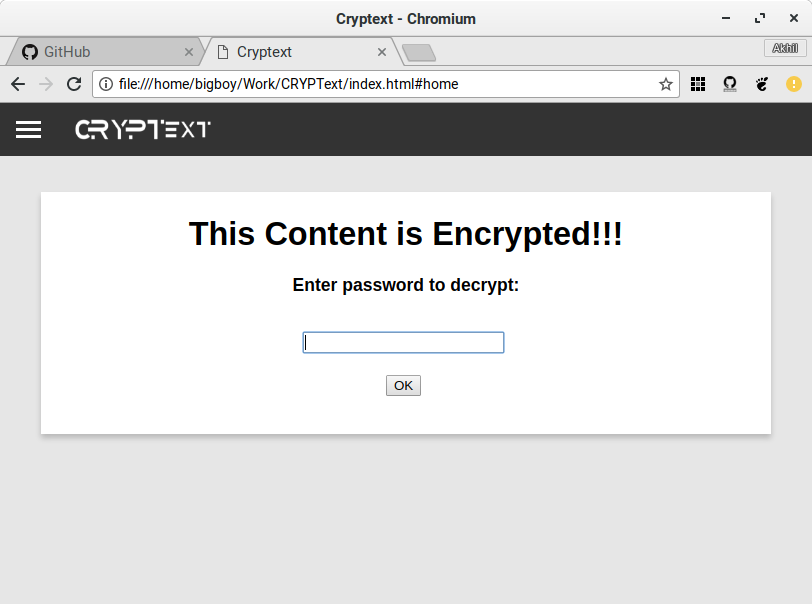 Cryptext - Chromium
GitHub
Cryptext
Akhil
file:///home/bigboy/Work/CRYPText/index.html#home
CRYPTEXT
This Content is Encrypted!!!
Enter password to decrypt:
OK